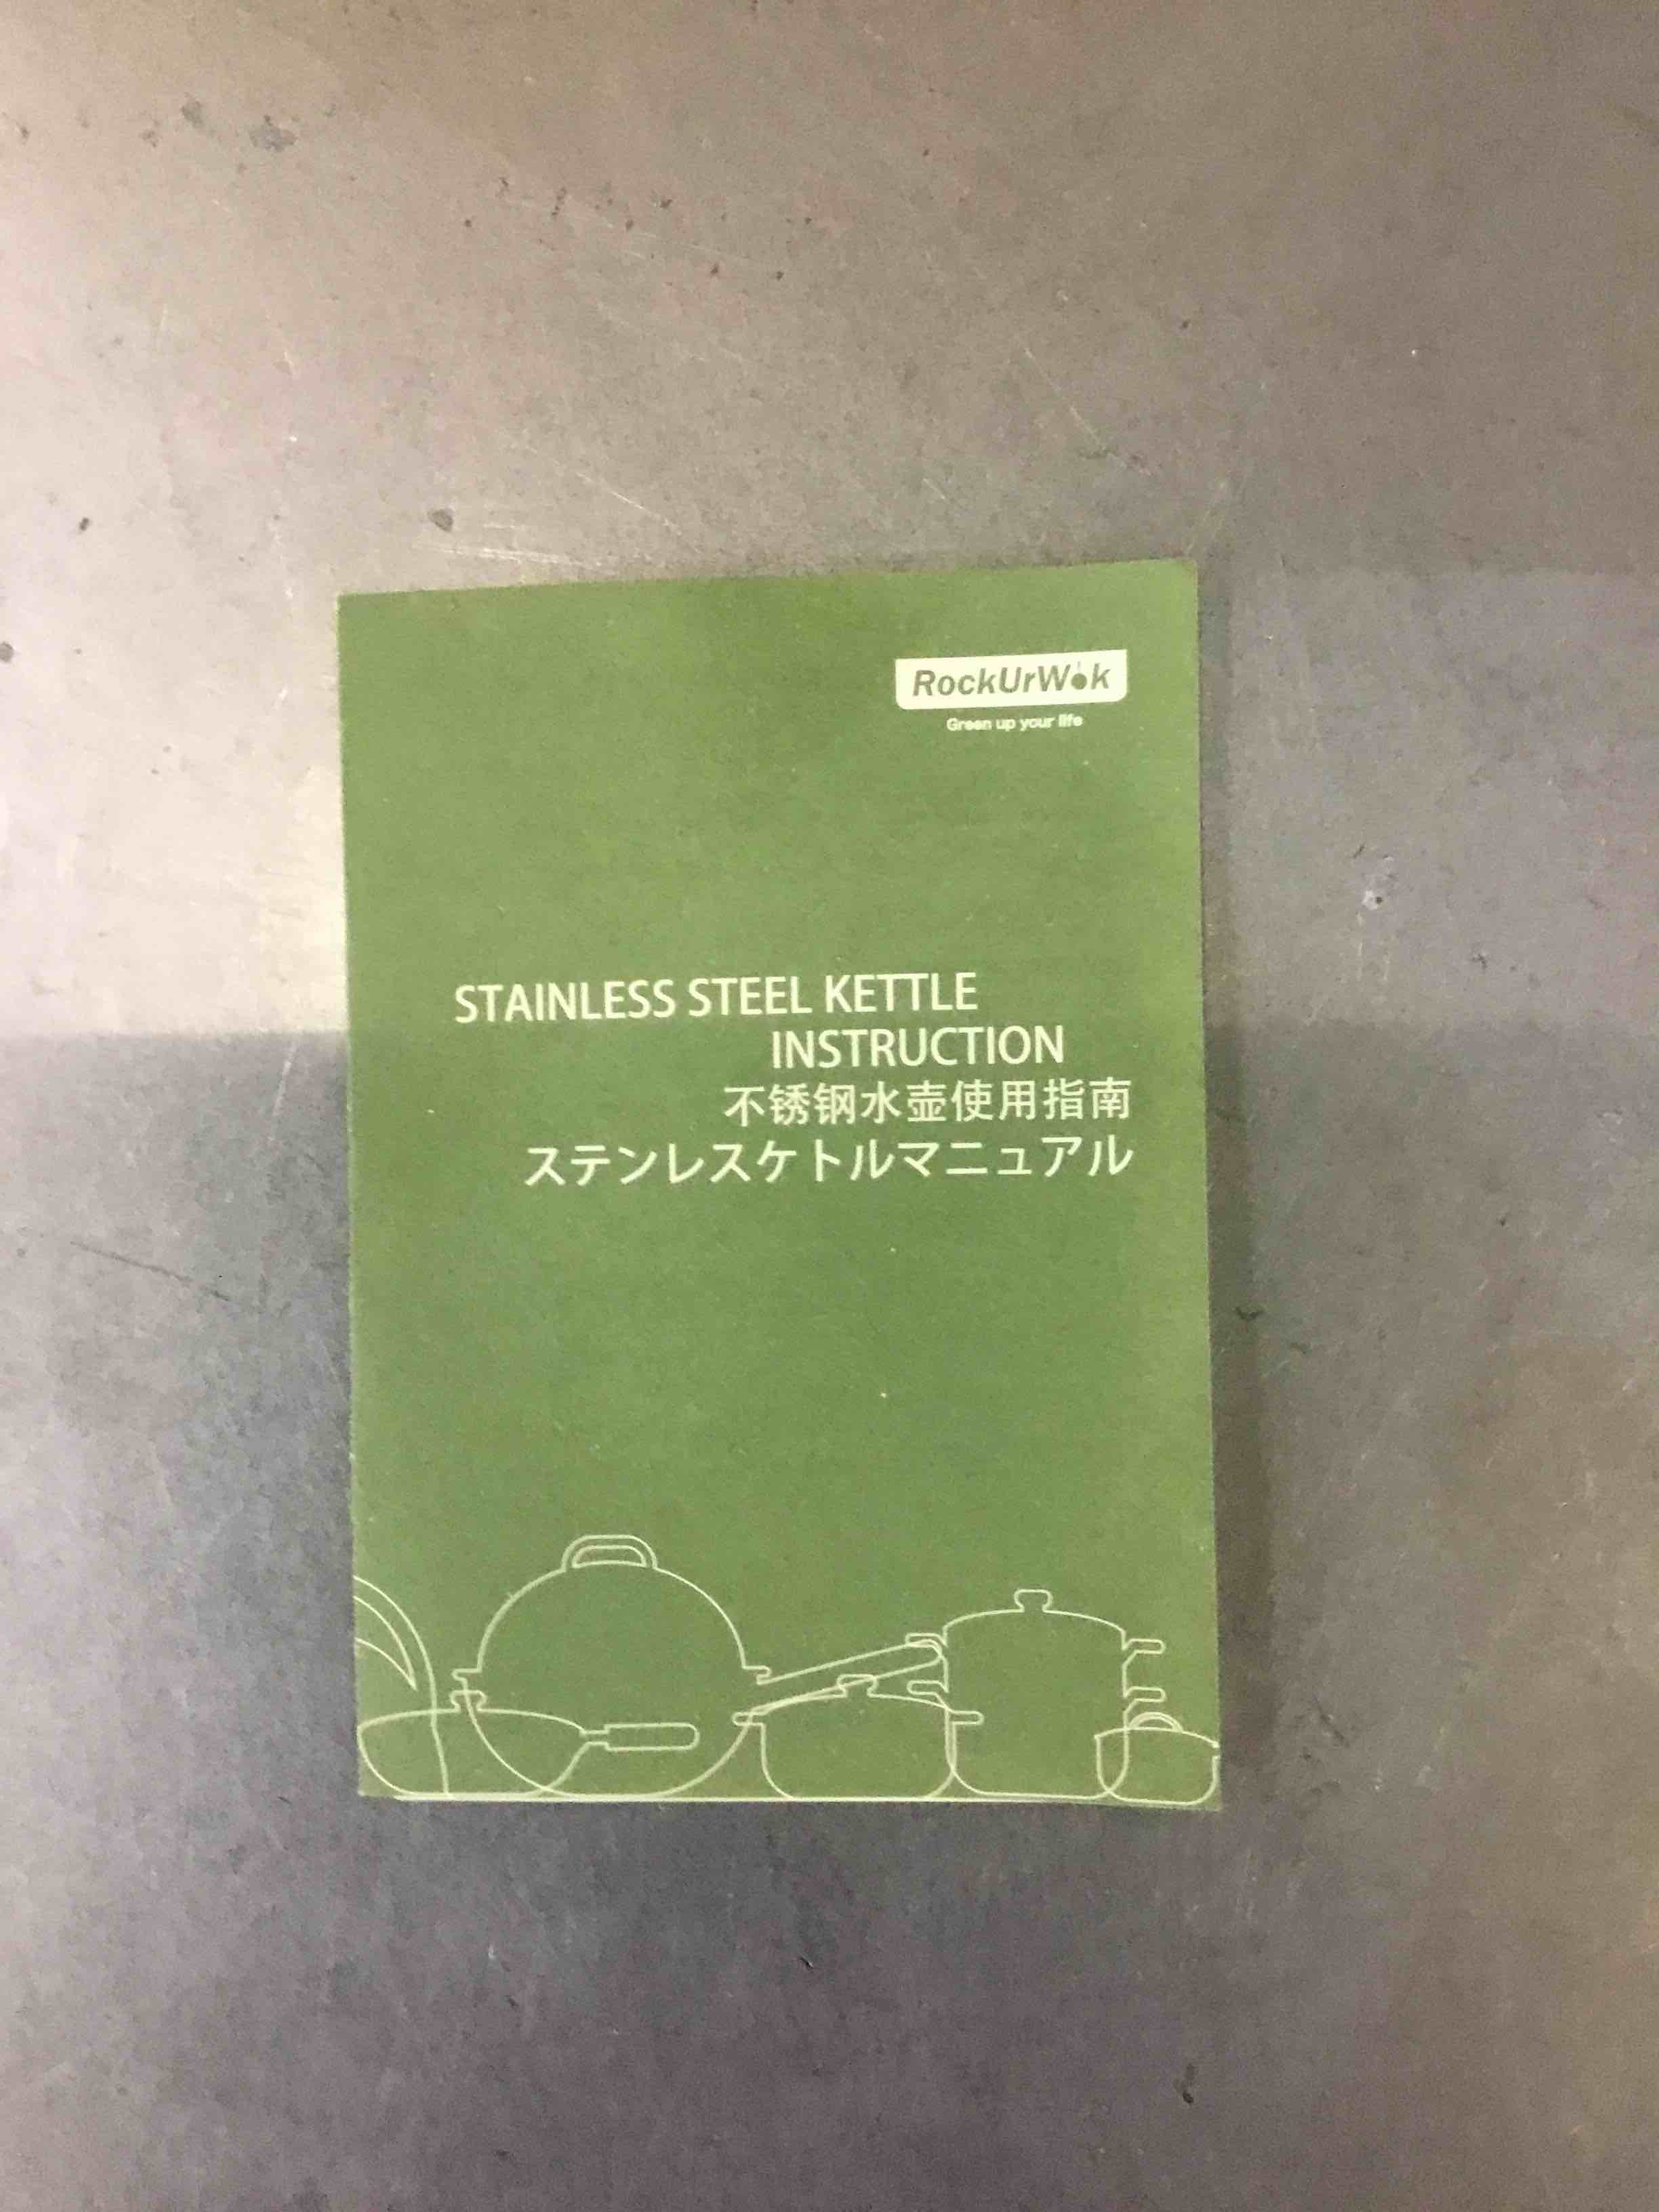 RockUrWok
Green up your life
STAINLESS STEEL KETTLE
INSTRUCTION
不锈钢水壶使用指南
ステンレスケトルマニュアル